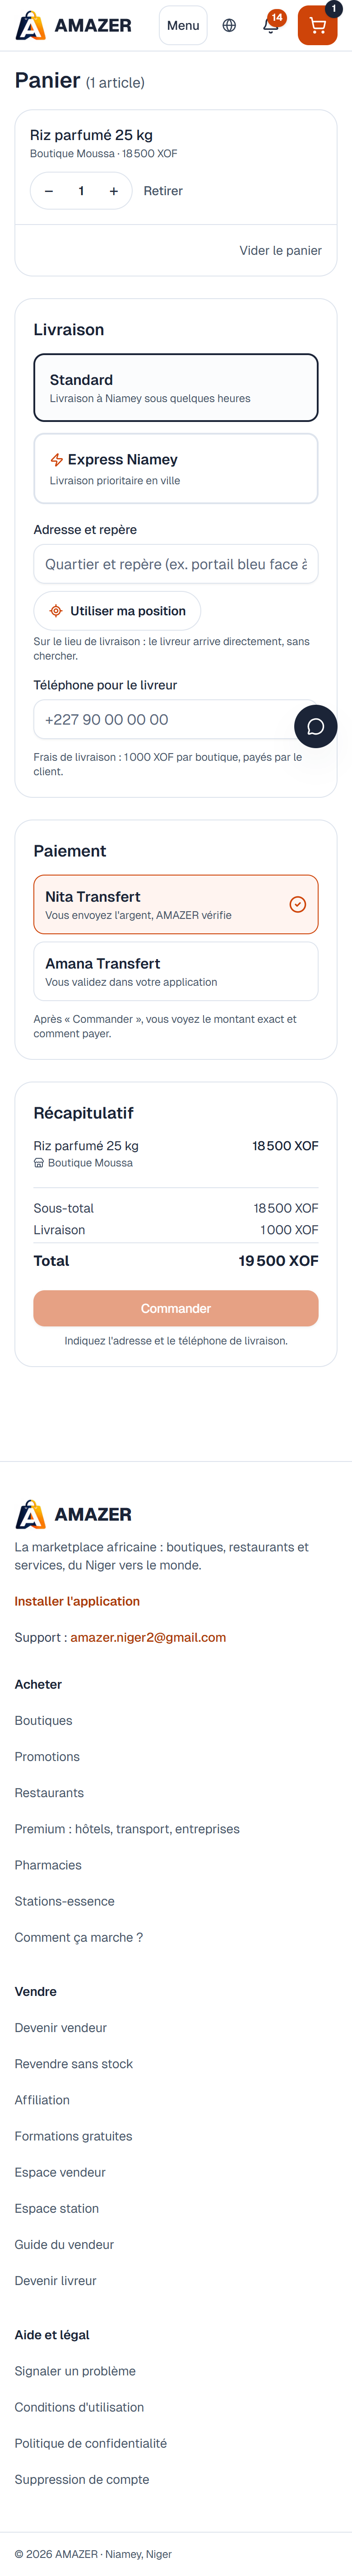 AMAZER
Menu
14
1
Panier (1 article)
Riz parfumé 25 kg
Boutique Moussa · 18 500 XOF
− 1 +
Retirer
Vider le panier
Livraison
Standard
Livraison à Niamey sous quelques heures
Express Niamey
Livraison prioritaire en ville
Adresse et repère
Quartier et repère (ex. portail bleu face à
Utiliser ma position
Sur le lieu de livraison : le livreur arrive directement, sans
chercher.
Téléphone pour le livreur
+227 90 00 00 00
Frais de livraison : 1 000 XOF par boutique, payés par le
client.
Paiement
Nita Transfert
Vous envoyez l'argent, AMAZER vérifie
Amana Transfert
Vous validez dans votre application
Après « Commander », vous voyez le montant exact et
comment payer.
Récapitulatif
Riz parfumé 25 kg 18 500 XOF
Boutique Moussa
Sous-total 18 500 XOF
Livraison 1 000 XOF
Total 19 500 XOF
Commander
Indiquez l'adresse et le téléphone de livraison.
AMAZER
La marketplace africaine : boutiques, restaurants et
services, du Niger vers le monde.
Installer l'application
Support : amazer.niger2@gmail.com
Acheter
Boutiques
Promotions
Restaurants
Premium : hôtels, transport, entreprises
Pharmacies
Stations-essence
Comment ça marche ?
Vendre
Devenir vendeur
Revendre sans stock
Affiliation
Formations gratuites
Espace vendeur
Espace station
Guide du vendeur
Devenir livreur
Aide et légal
Signaler un problème
Conditions d'utilisation
Politique de confidentialité
Suppression de compte
© 2026 AMAZER · Niamey, Niger